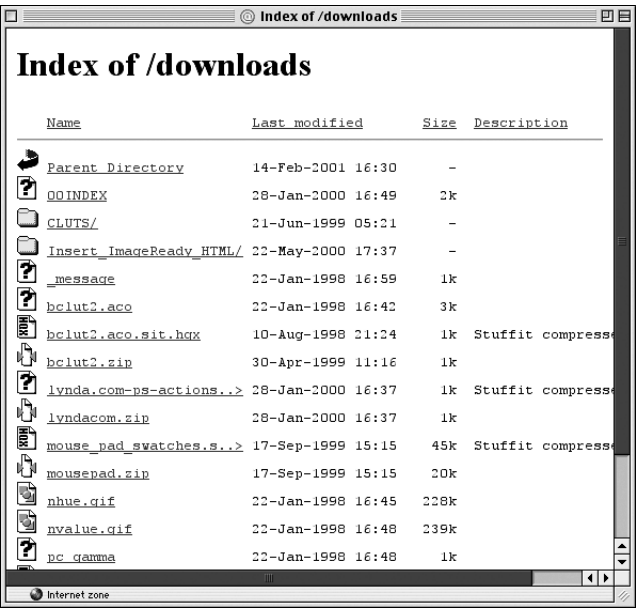 Index of /downloads
Index of /downloads
Name Last modified Size Description
Parent Directory 14-Feb-2001 16:30 -
00INDEX 28-Jan-2000 16:49 2k
CLUTS/ 21-Jun-1999 05:21 -
Insert_ImageReady_HTML/ 22-May-2000 17:37 -
_message 22-Jan-1998 16:59 1k
bclut2.aco 22-Jan-1998 16:42 3k
bclut2.aco.sit.hqx 10-Aug-1998 21:24 1k Stuffit compresse
bclut2.zip 30-Apr-1999 11:16 1k
lynda.com-ps-actions..> 28-Jan-2000 16:37 1k Stuffit compresse
lyndacom.zip 28-Jan-2000 16:37 1k
mouse_pad_swatches.s..> 17-Sep-1999 15:15 45k Stuffit compresse
mousepad.zip 17-Sep-1999 15:15 20k
nhue.gif 22-Jan-1998 16:45 228k
nvalue.gif 22-Jan-1998 16:48 239k
pc_gamma 22-Jan-1998 16:48 1k
Internet zone